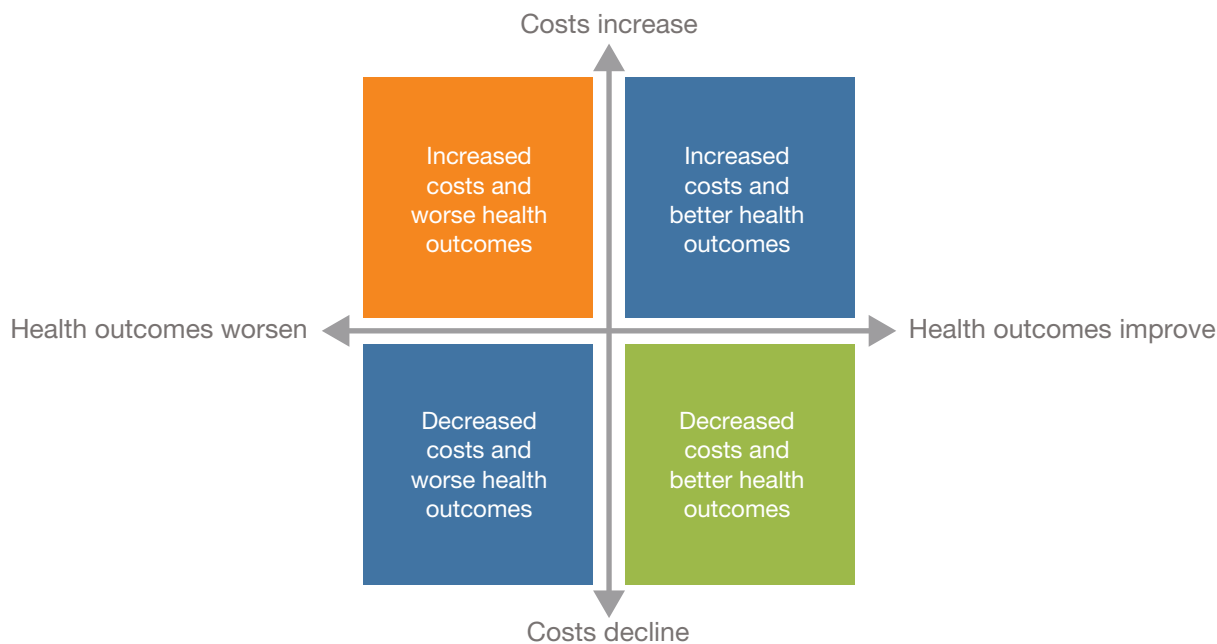 Costs increase
Increased
costs and
worse health
outcomes
Increased
costs and
better health
outcomes
Health outcomes worsen
Health outcomes improve
Decreased
costs and
worse health
outcomes
Decreased
costs and
better health
outcomes
Costs decline